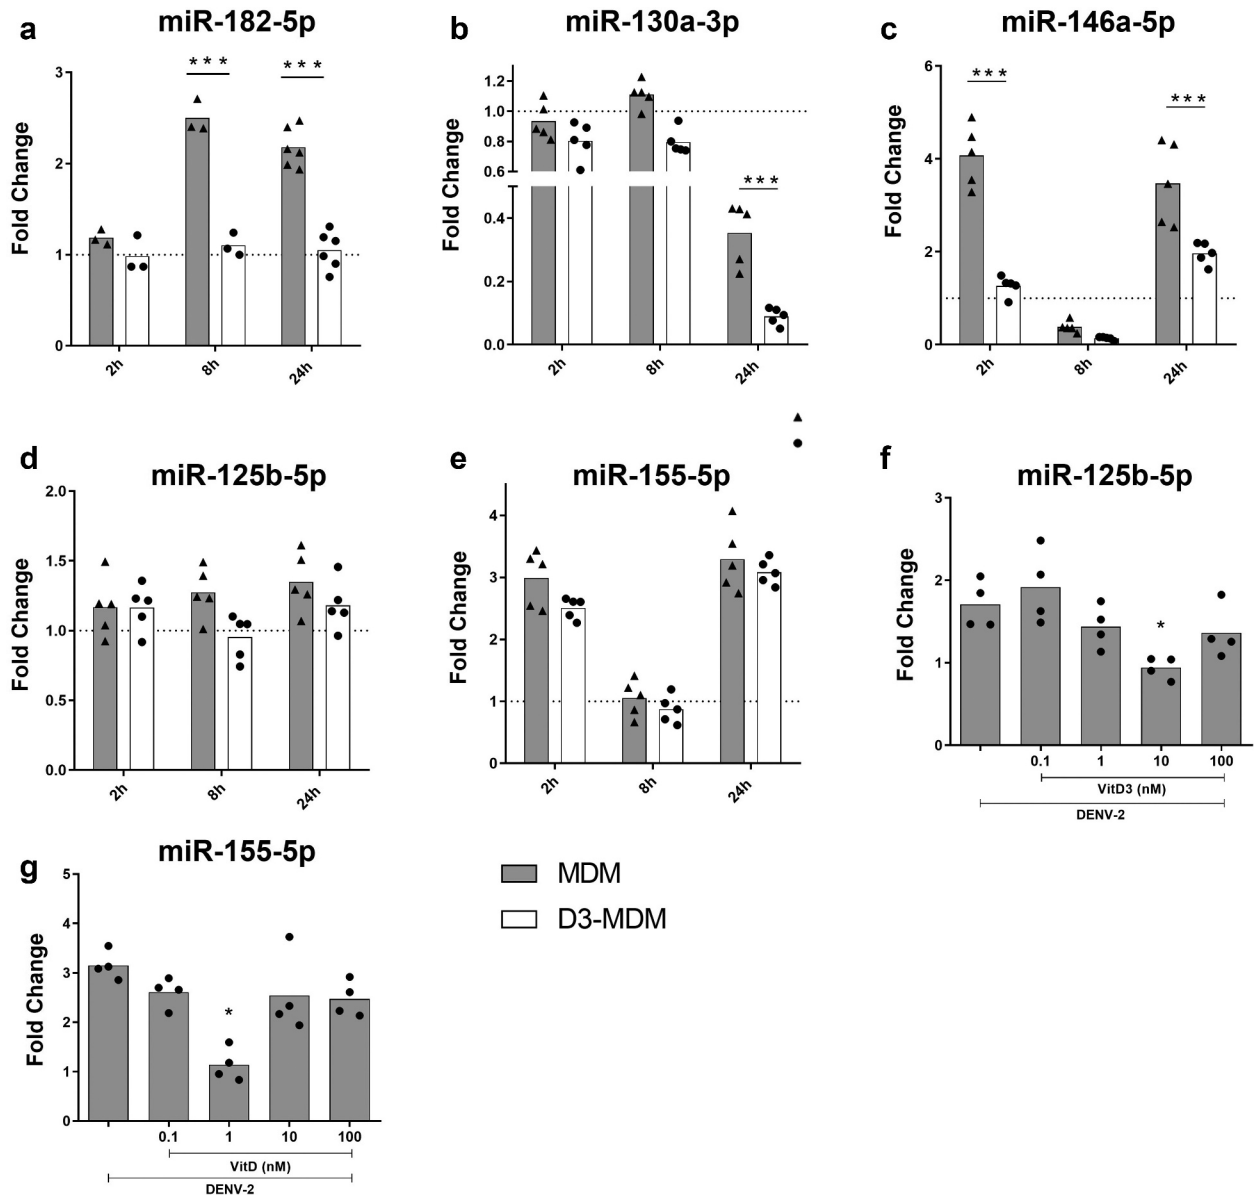 a
miR-182-5p
Fold Change
3
2
1
0
***
***
2h
8h
24h
b
miR-130a-3p
Fold Change
1.2
1.0
0.8
0.6
0.4
0.2
0.0
***
2h
8h
24h
c
miR-146a-5p
Fold Change
6
4
2
0
***
***
2h
8h
24h
d
miR-125b-5p
Fold Change
2.0
1.5
1.0
0.5
0.0
2h
8h
24h
e
miR-155-5p
Fold Change
4
3
2
1
0
2h
8h
24h
f
miR-125b-5p
Fold Change
3
2
1
0
*
0.1 1 10 100
VitD3 (nM)
DENV-2
g
miR-155-5p
Fold Change
5
4
3
2
1
0
*
0.1 1 10 100
VitD (nM)
DENV-2
MDM
D3-MDM